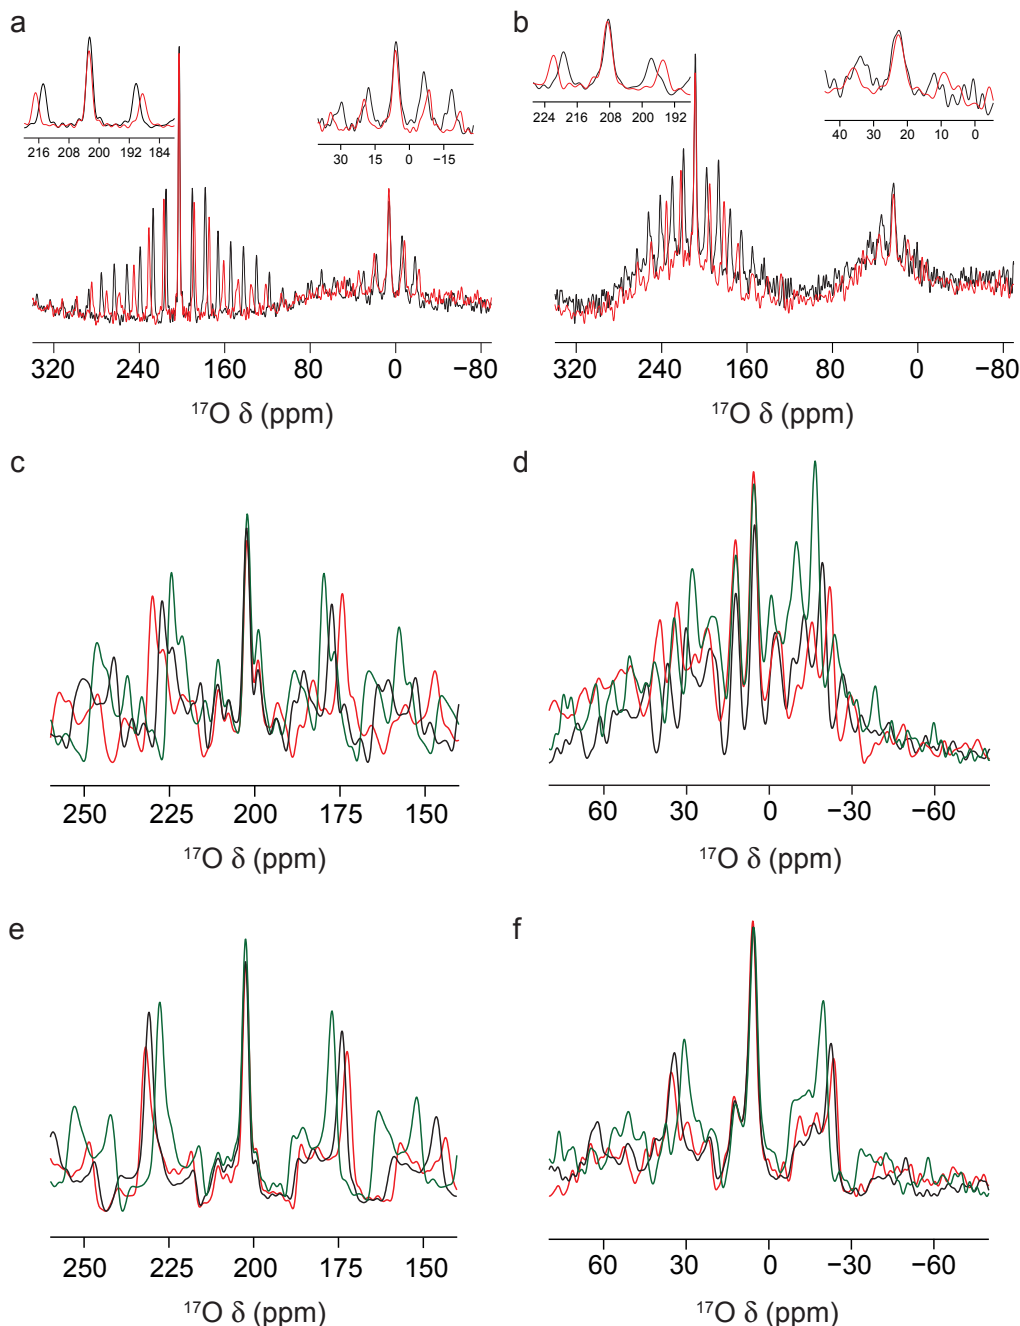 a
216 208 200 192 184
30 15 0 −15
320 240 160 80 0 −80
¹⁷O δ (ppm)
b
224 216 208 200 192
40 30 20 10 0
320 240 160 80 0 −80
¹⁷O δ (ppm)
c
250 225 200 175 150
¹⁷O δ (ppm)
d
60 30 0 −30 −60
¹⁷O δ (ppm)
e
250 225 200 175 150
¹⁷O δ (ppm)
f
60 30 0 −30 −60
¹⁷O δ (ppm)